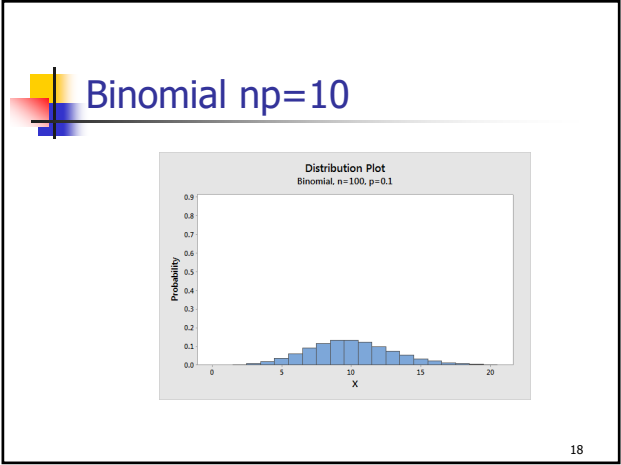 Binomial np=10
Distribution Plot
Binomial, n=100, p=0.1
0.9
0.8
0.7
0.6
0.5
0.4
0.3
0.2
0.1
0.0
Probability
0 5 10 15 20
X
18